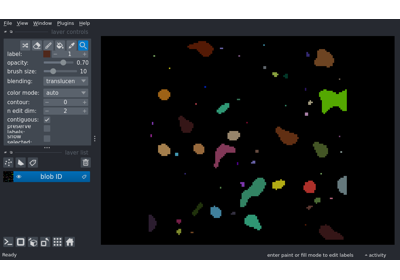 File View Window Plugins Help
layer controls
label: 1
opacity: 0.70
brush size: 10
blending: translucen
color mode: auto
contour: 0
n edit dim: 2
contiguous:
preserve
labels:
show
selected:
layer list
blob ID
Ready enter paint or fill mode to edit labels activity